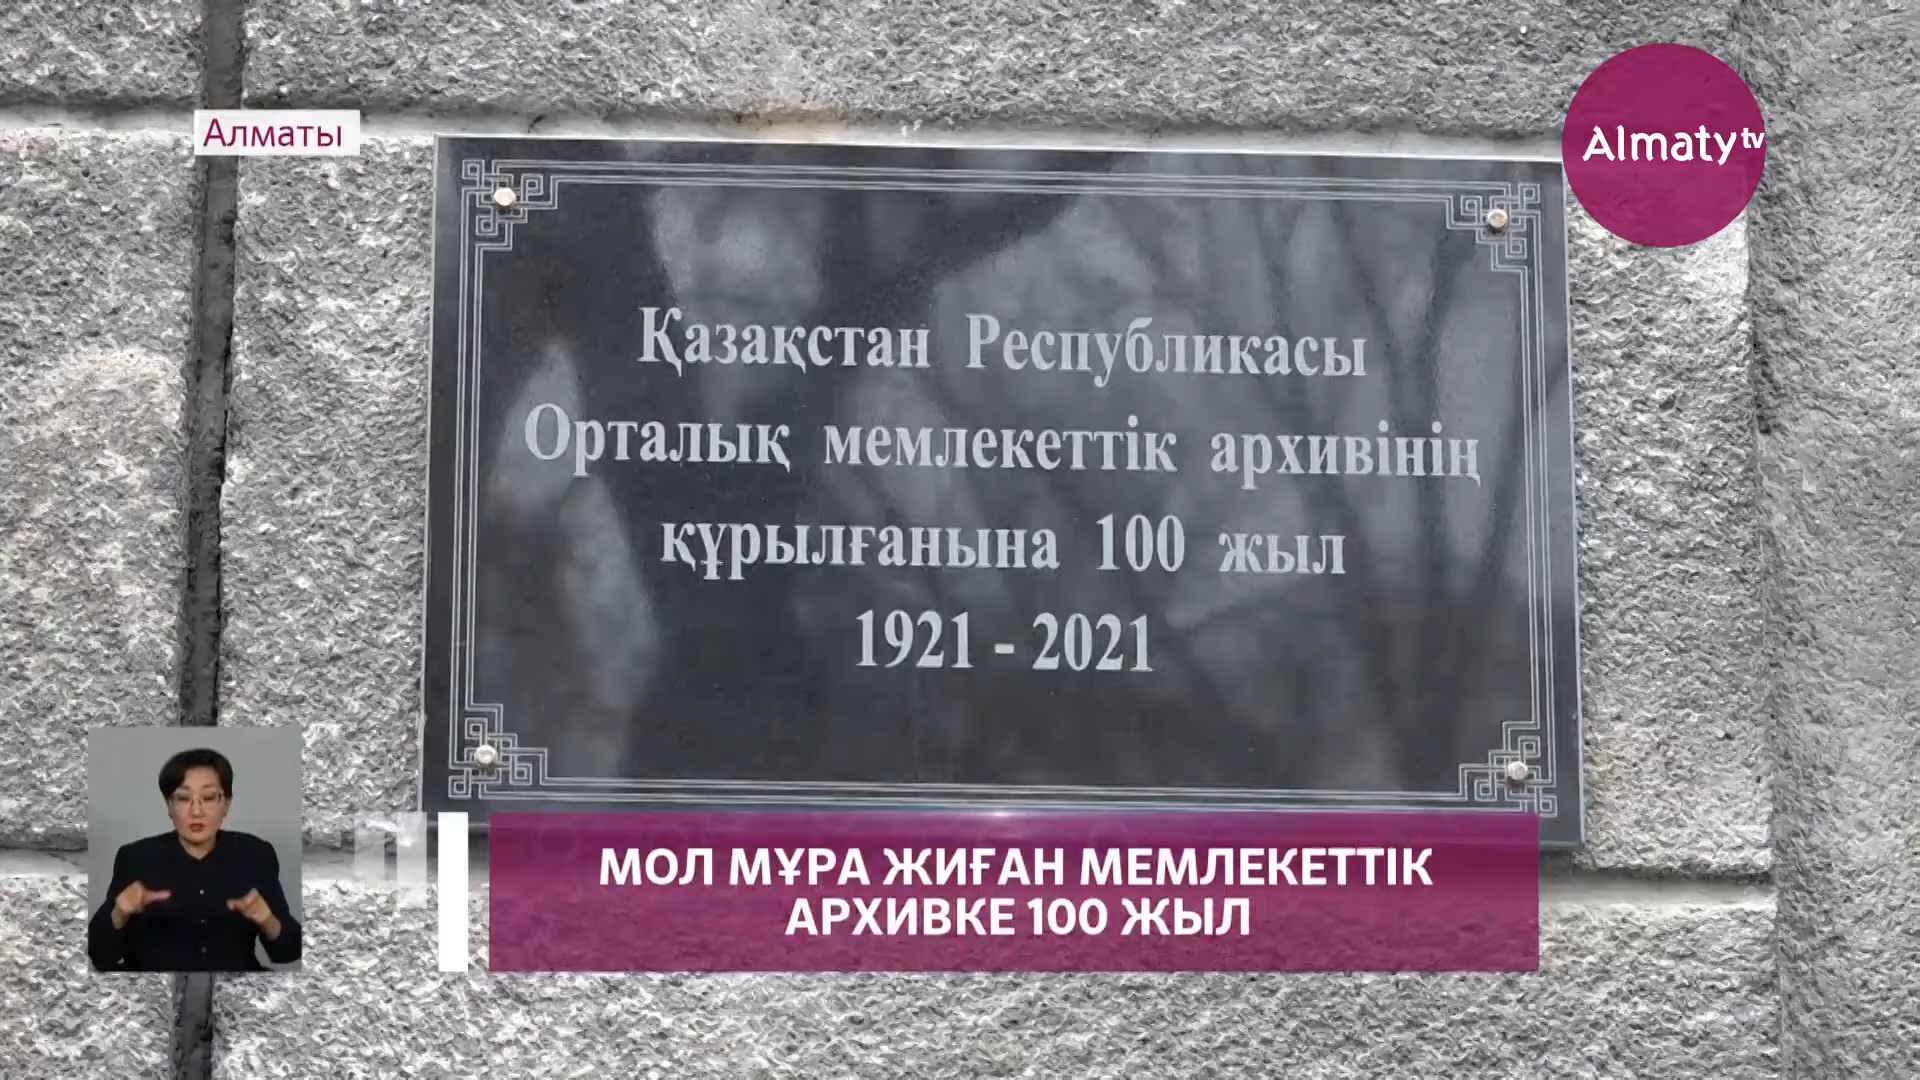 Алматы
Almaty tv
Қазақстан Республикасы
Орталық мемлекеттік архивінің
құрылғанына 100 жыл
1921 - 2021
МОЛ МҰРА ЖИҒАН МЕМЛЕКЕТТІК
АРХИВКЕ 100 ЖЫЛ